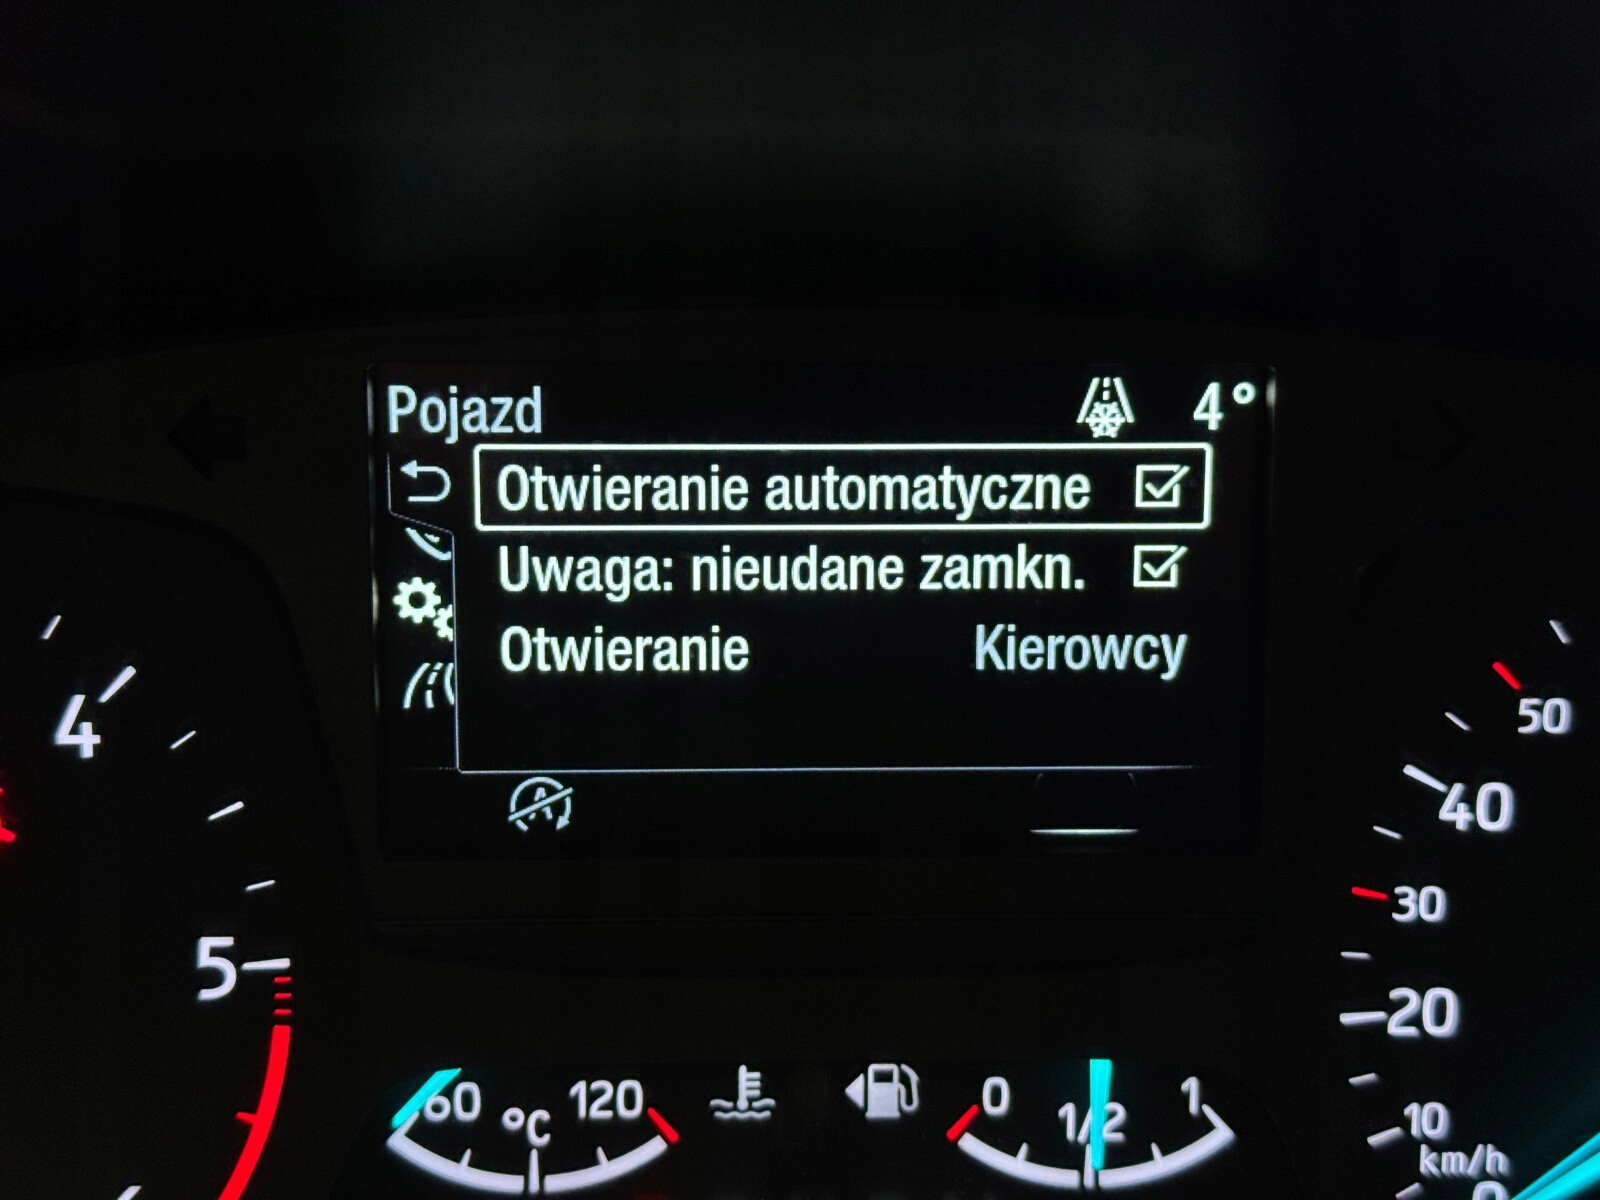 Pojazd 4°
Otwieranie automatyczne
Uwaga: nieudane zamkn.
Otwieranie Kierowcy
A
4
5
50
40
30
20
10
km/h
0
60 °C 120
0 1/2 1